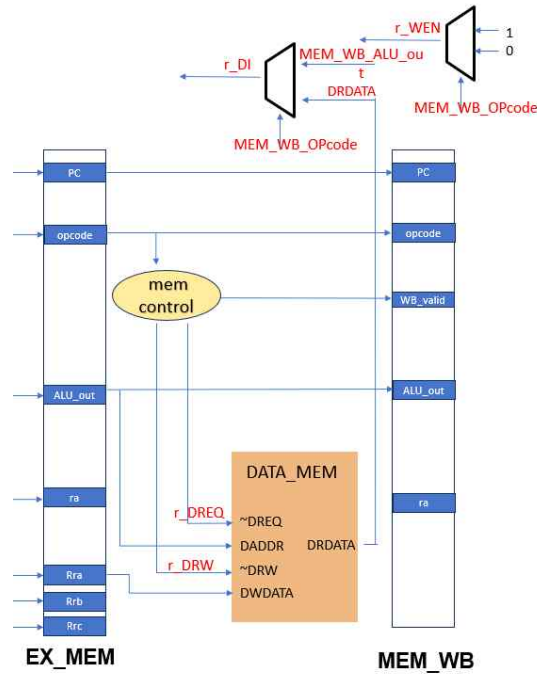 r_WEN
1
0
MEM_WB_ALU_ou
t
r_DI
DRDATA
MEM_WB_OPcode
MEM_WB_OPcode
PC
PC
opcode
opcode
mem
control
WB_valid
ALU_out
ALU_out
DATA_MEM
ra
ra
r_DREQ
~DREQ
DADDR
DRDATA
r_DRW
~DRW
Rra
DWDATA
Rrb
Rrc
EX_MEM
MEM_WB